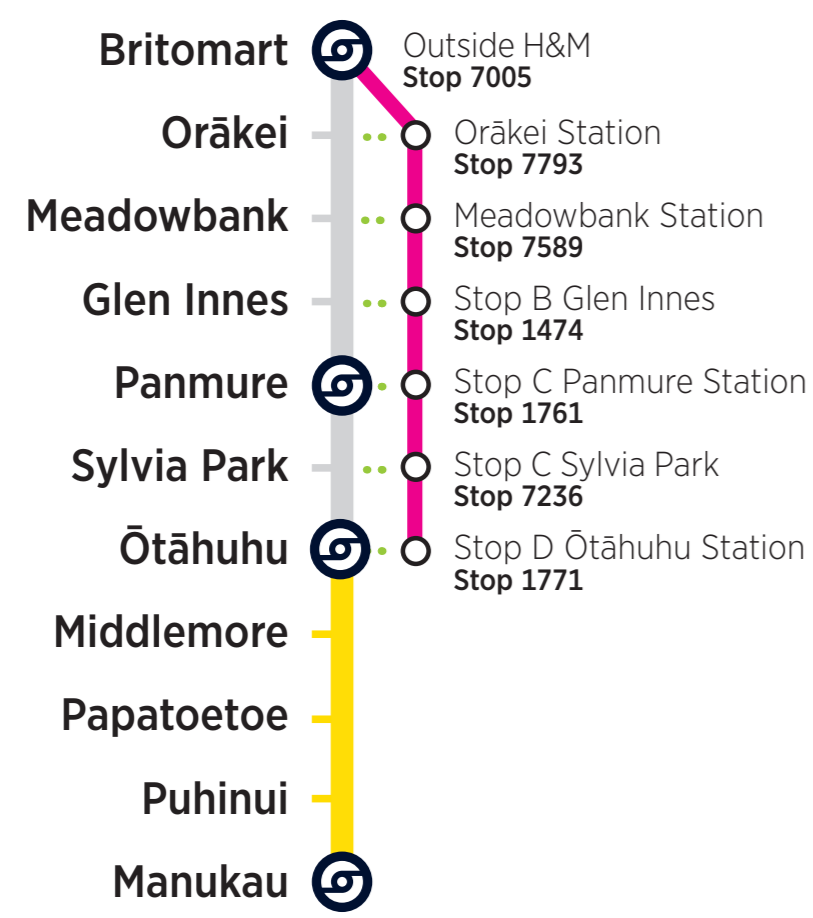 Britomart
Outside H&M
Stop 7005
Orākei
Orākei Station
Stop 7793
Meadowbank
Meadowbank Station
Stop 7589
Glen Innes
Stop B Glen Innes
Stop 1474
Panmure
Stop C Panmure Station
Stop 1761
Sylvia Park
Stop C Sylvia Park
Stop 7236
Ōtāhuhu
Stop D Ōtāhuhu Station
Stop 1771
Middlemore
Papatoetoe
Puhinui
Manukau